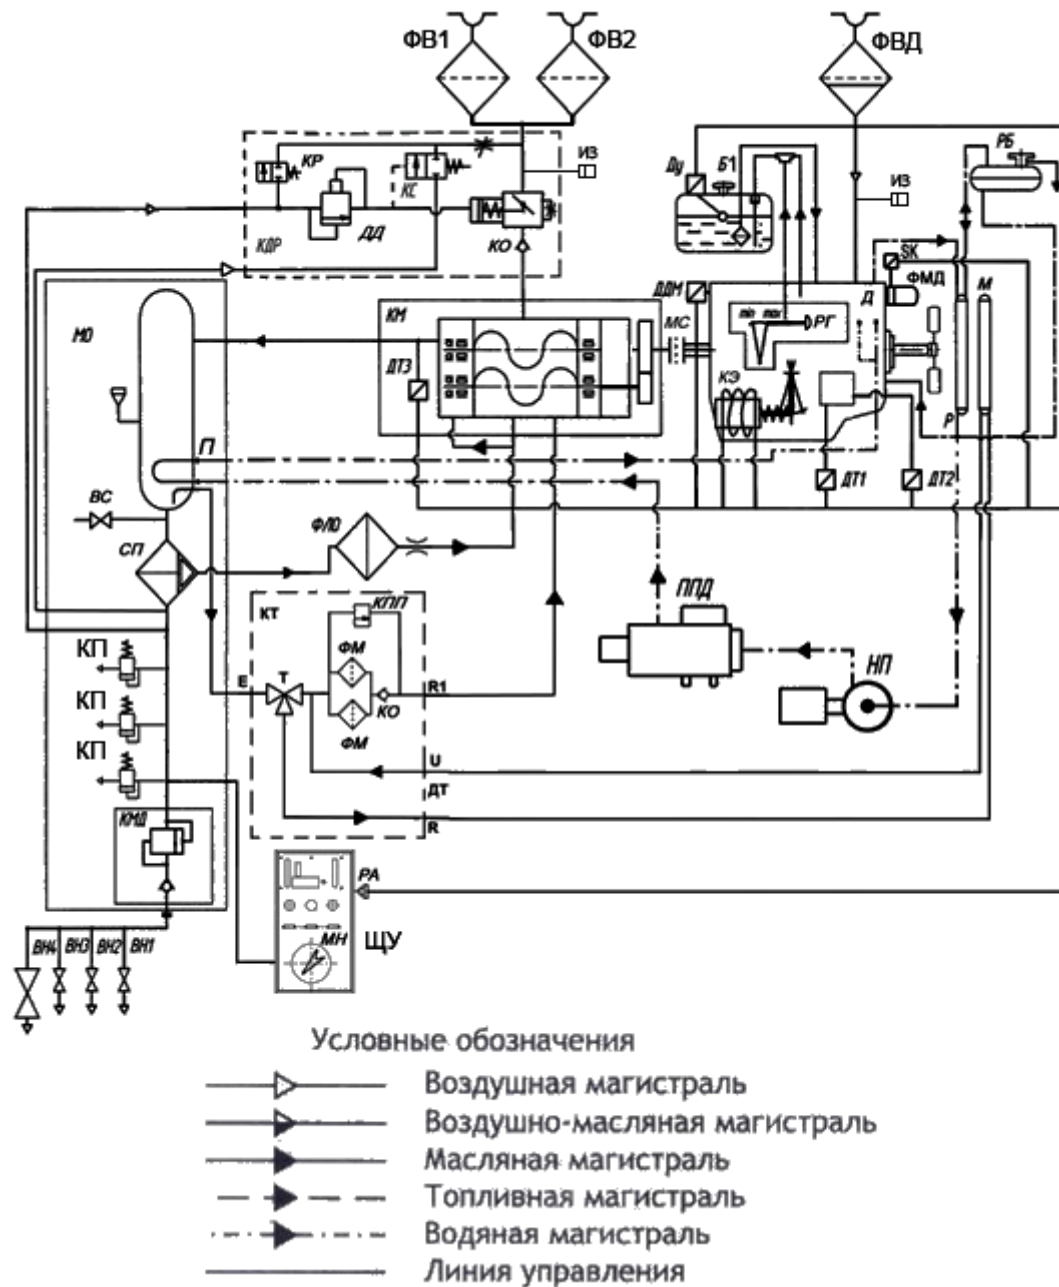 ФВ1 ФВ2 ФВД
КР КС ИЗ Ду Б1 РБ
ИЗ
ДД КДР КО
SK
ФМД
МО КМ ДТ3 МС ДДМ Д М
min max РГ
КЭ
Р
П
ВС ДТ1 ДТ2
СП ФЛО
КТ КПП ППД
КП ФМ НП
Е Т КО R1
КП ФМ
КП U
ДТ
КМД R
РА
ВН4 ВН3 ВН2 ВН1 МН ЩУ
Условные обозначения
Воздушная магистраль
Воздушно-масляная магистраль
Масляная магистраль
Топливная магистраль
Водяная магистраль
Линия управления